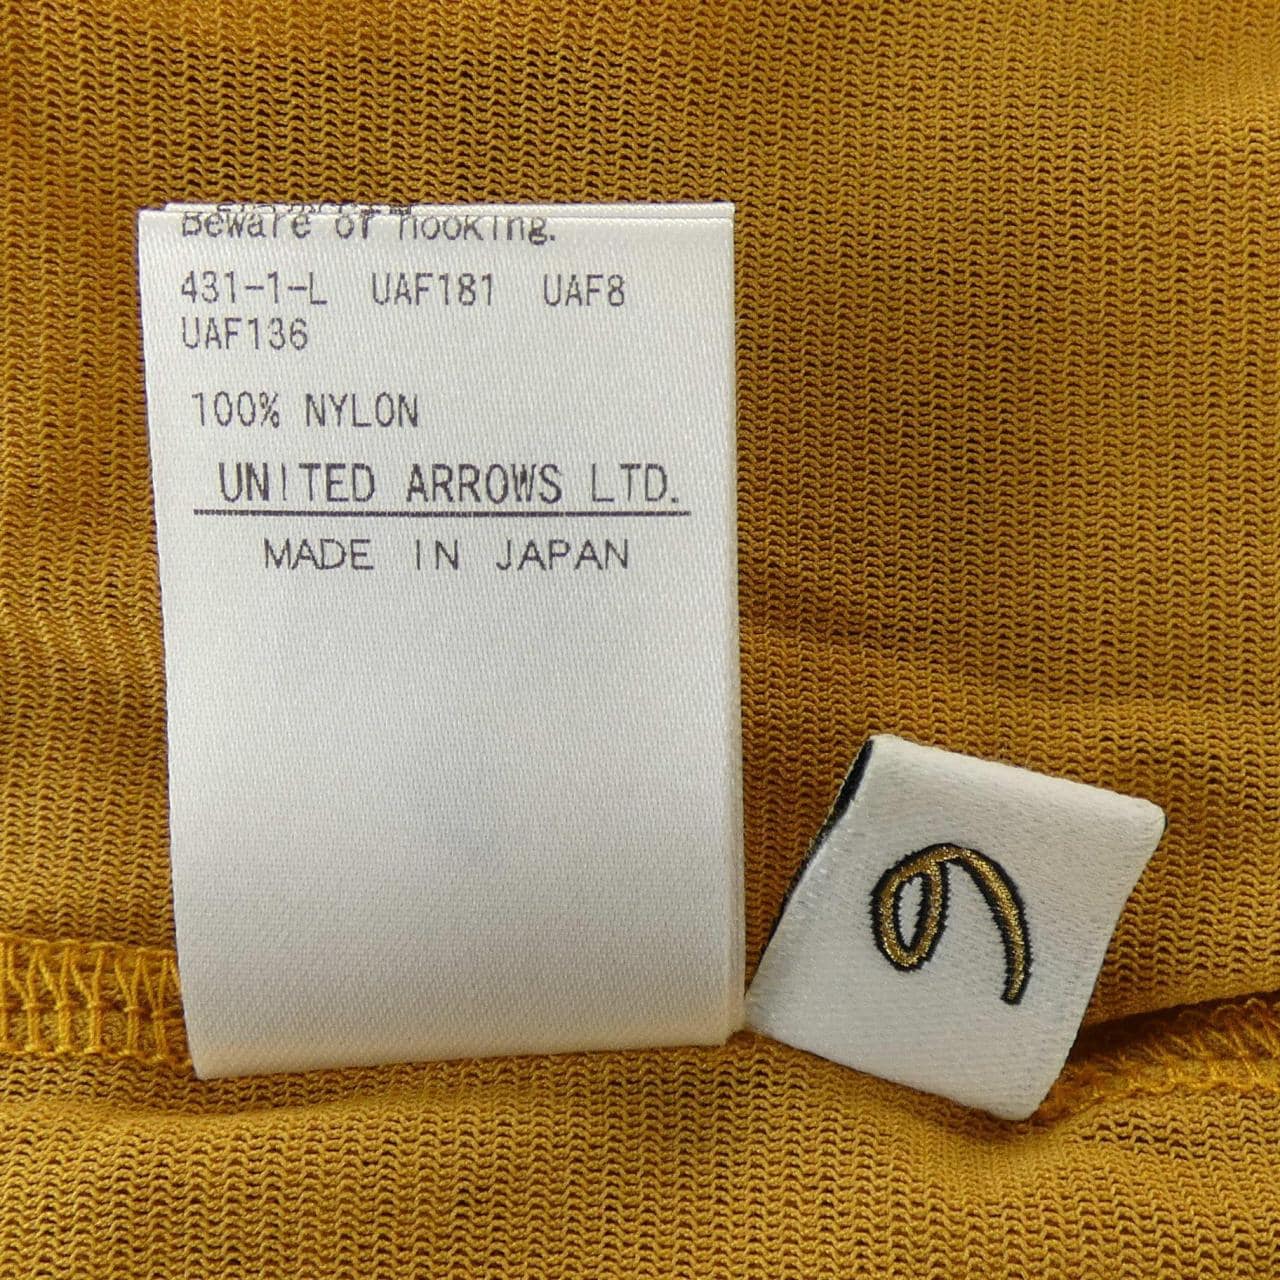 Beware of hooking.
431-1-L UAF181 UAF8
UAF136
100% NYLON
UNITED ARROWS LTD.
MADE IN JAPAN